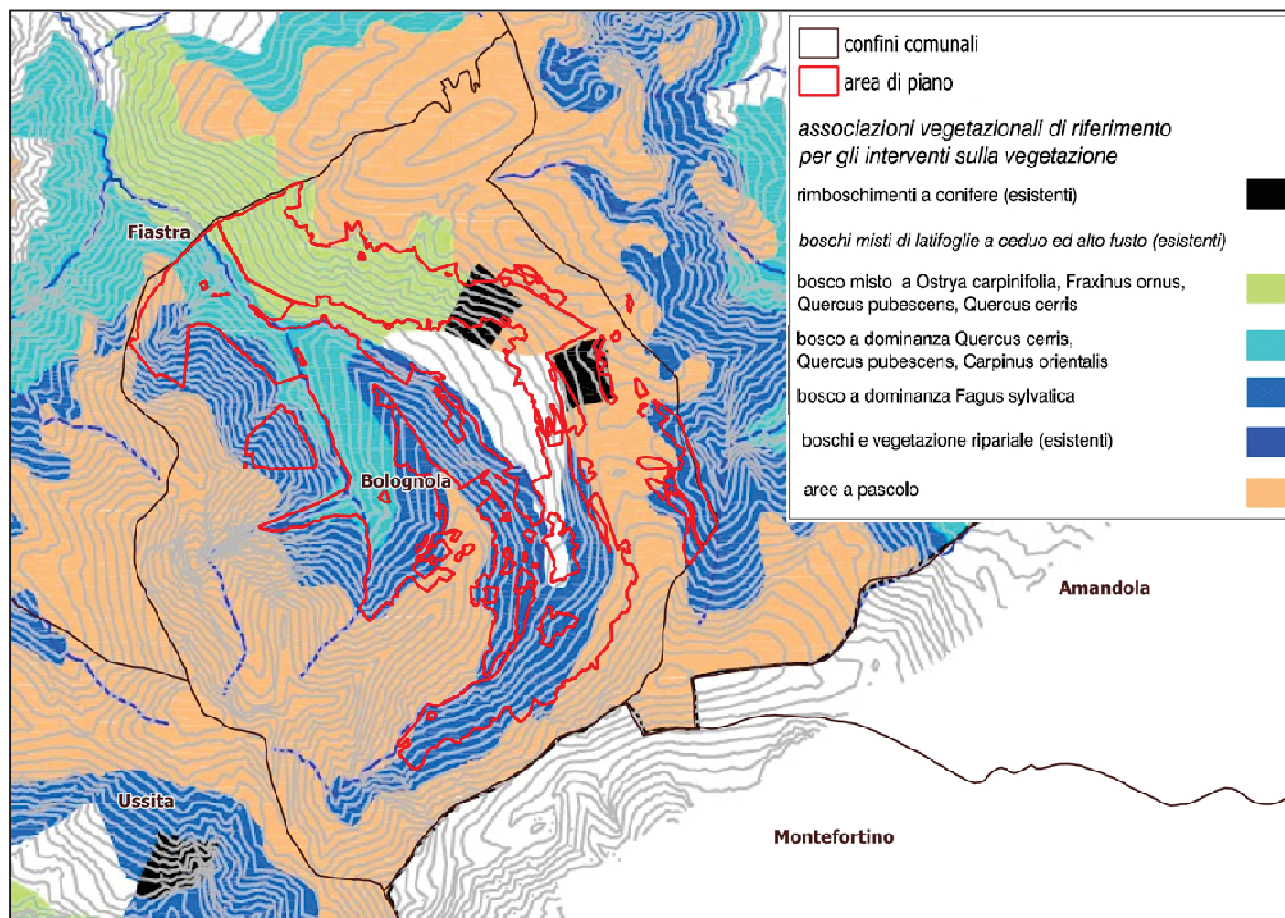 confini comunali
area di piano
associazioni vegetazionali di riferimento
per gli interventi sulla vegetazione
rimboschimenti a conifere (esistenti)
boschi misti di latifoglie a ceduo ed alto fusto (esistenti)
bosco misto a Ostrya carpinifolia, Fraxinus ornus,
Quercus pubescens, Quercus cerris
bosco a dominanza Quercus cerris,
Quercus pubescens, Carpinus orientalis
bosco a dominanza Fagus sylvatica
boschi e vegetazione ripariale (esistenti)
aree a pascolo
Fiastra
Bolognola
Amandola
Ussita
Montefortino